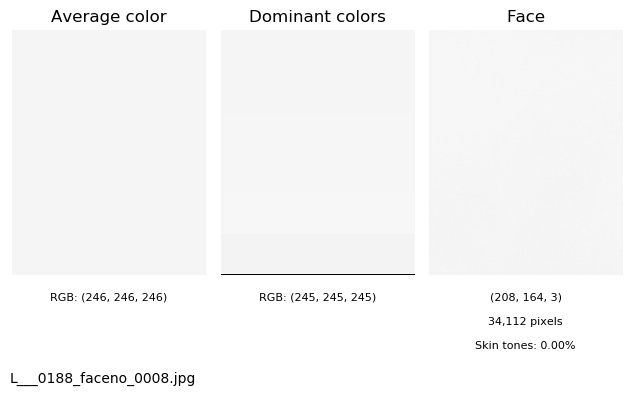 Average color
Dominant colors
Face
RGB: (246, 246, 246)
RGB: (245, 245, 245)
(208, 164, 3)
34,112 pixels
Skin tones: 0.00%
L___0188_faceno_0008.jpg